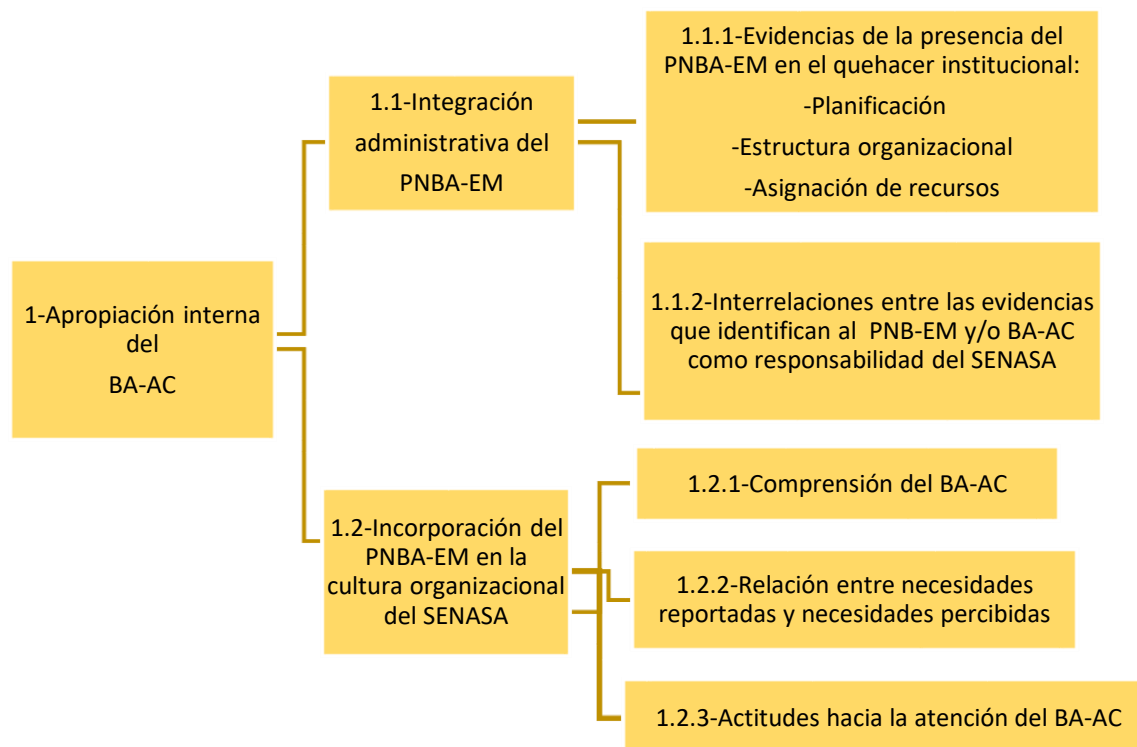 1-Apropiación interna
del
BA-AC
1.1-Integración
administrativa del
PNBA-EM
1.1.1-Evidencias de la presencia del
PNBA-EM en el quehacer institucional:
-Planificación
-Estructura organizacional
-Asignación de recursos
1.1.2-Interrelaciones entre las evidencias
que identifican al PNB-EM y/o BA-AC
como responsabilidad del SENASA
1.2-Incorporación del
PNBA-EM en la
cultura organizacional
del SENASA
1.2.1-Comprensión del BA-AC
1.2.2-Relación entre necesidades
reportadas y necesidades percibidas
1.2.3-Actitudes hacia la atención del BA-AC